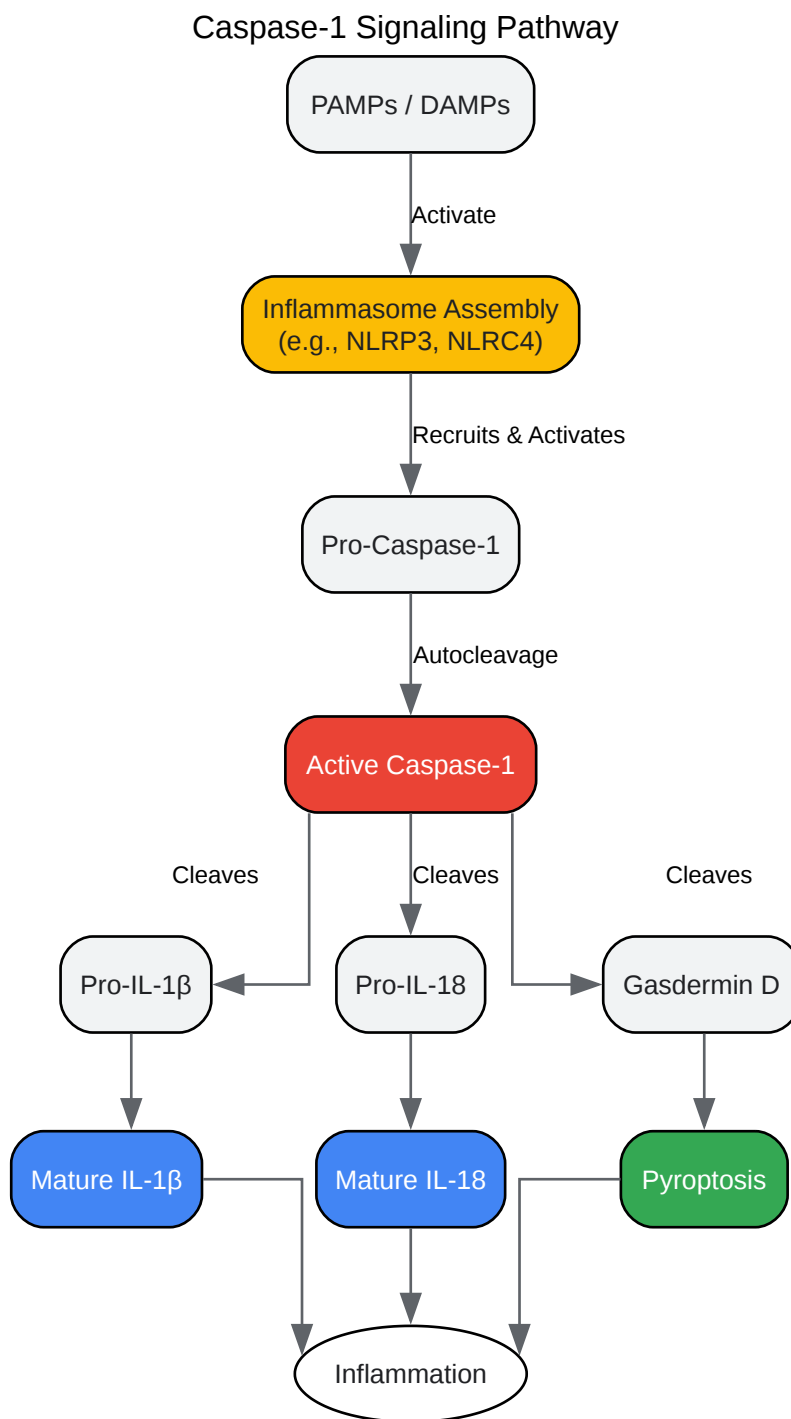 Caspase-1 Signaling Pathway
PAMPs / DAMPs
Activate
Inflammasome Assembly
(e.g., NLRP3, NLRC4)
Recruits & Activates
Pro-Caspase-1
Autocleavage
Active Caspase-1
Cleaves
Cleaves
Cleaves
Pro-IL-1β
Pro-IL-18
Gasdermin D
Mature IL-1β
Mature IL-18
Pyroptosis
Inflammation